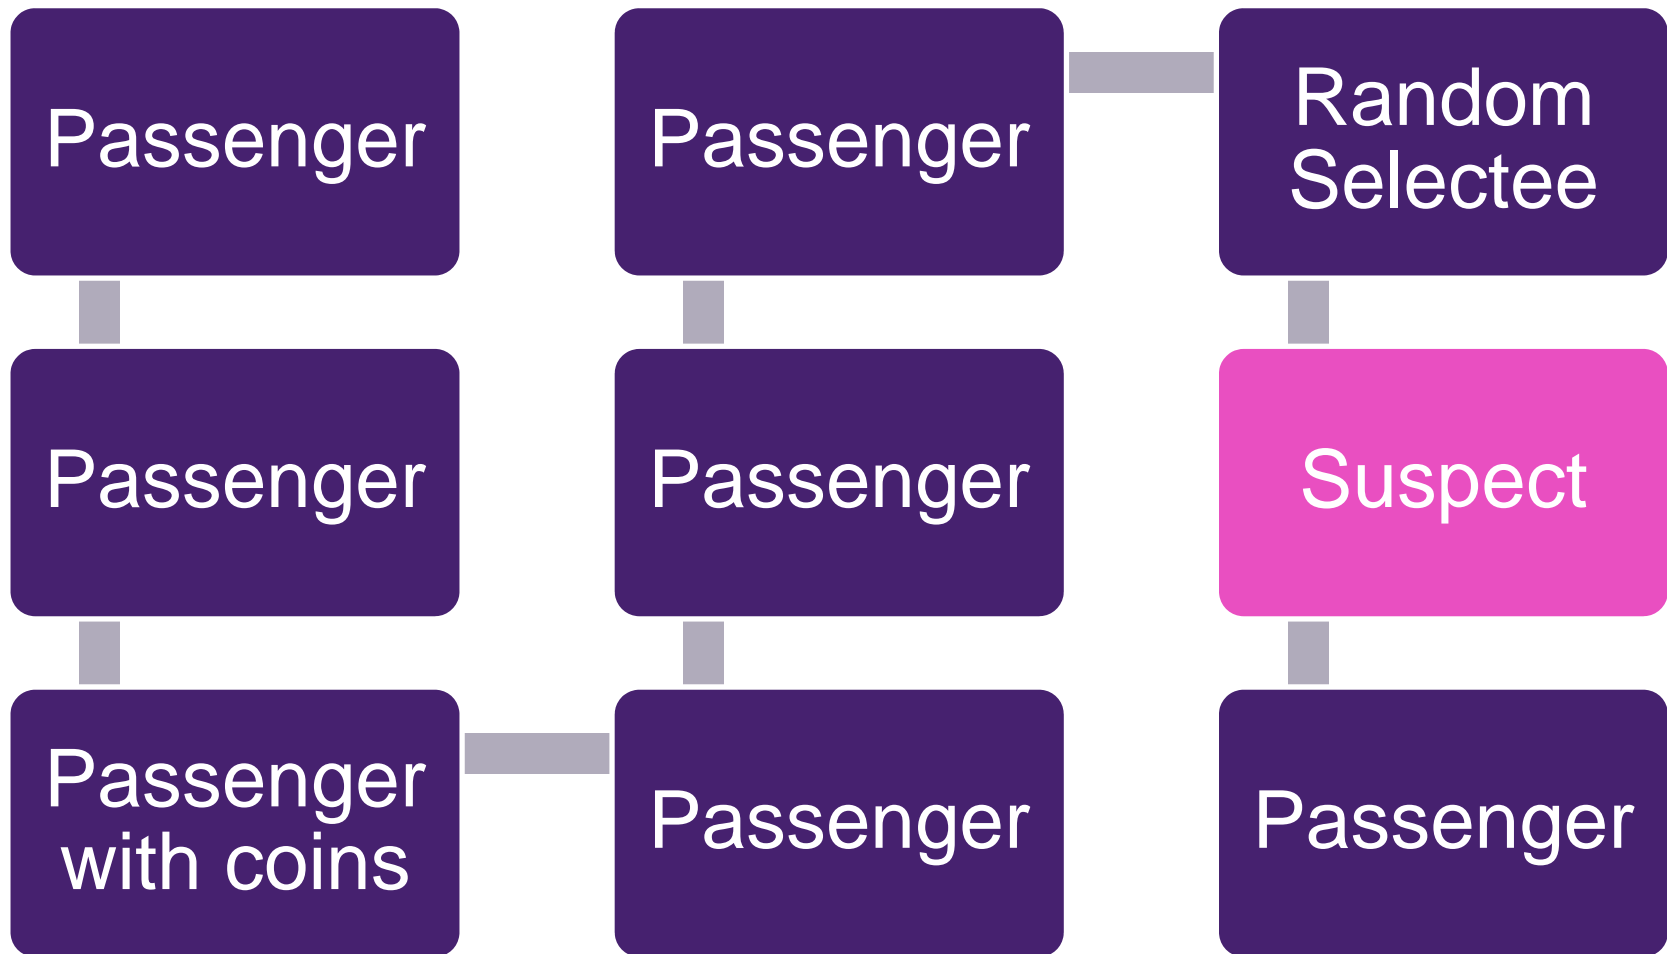 Passenger
Passenger
Passenger
with coins
Passenger
Passenger
Passenger
Random
Selectee
Suspect
Passenger